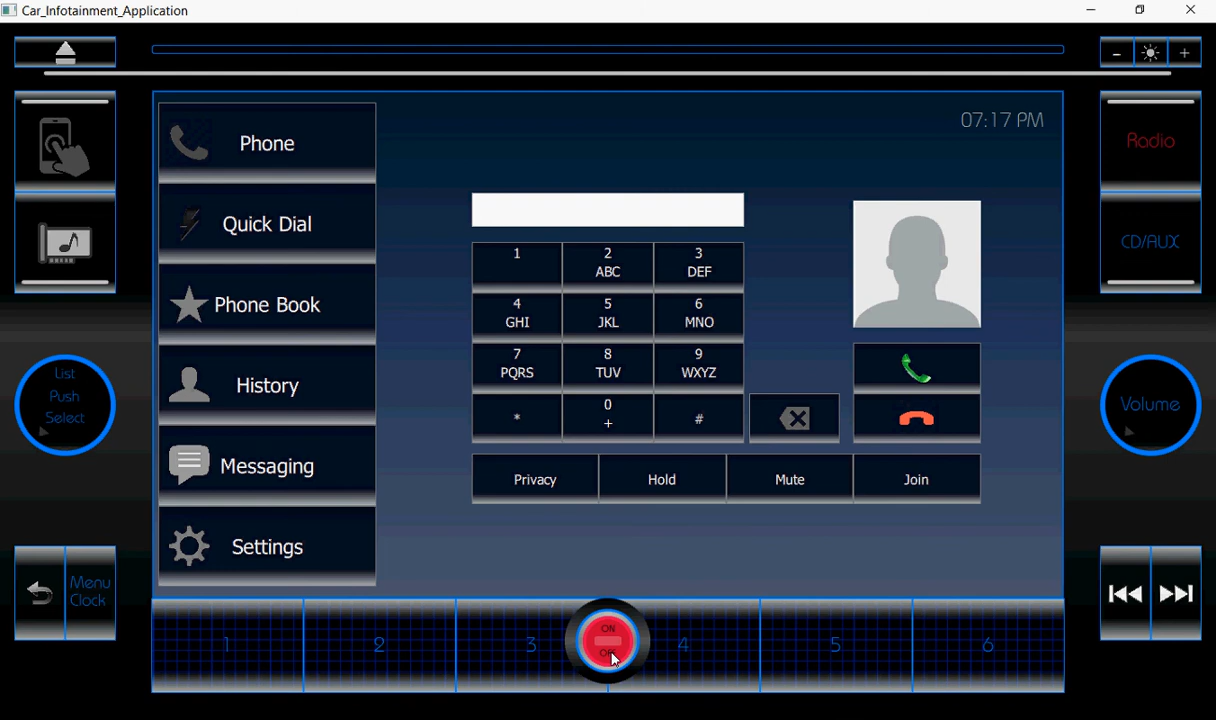 Car_Infotainment_Application
-
+
07:17 PM
Phone
Quick Dial
Phone Book
History
Messaging
Settings
1
2
ABC
3
DEF
4
GHI
5
JKL
6
MNO
7
PQRS
8
TUV
9
WXYZ
*
0
+
#
Privacy
Hold
Mute
Join
Radio
CD/AUX
List
Push
Select
Volume
Menu
Clock
1
2
3
ON
OFF
4
5
6